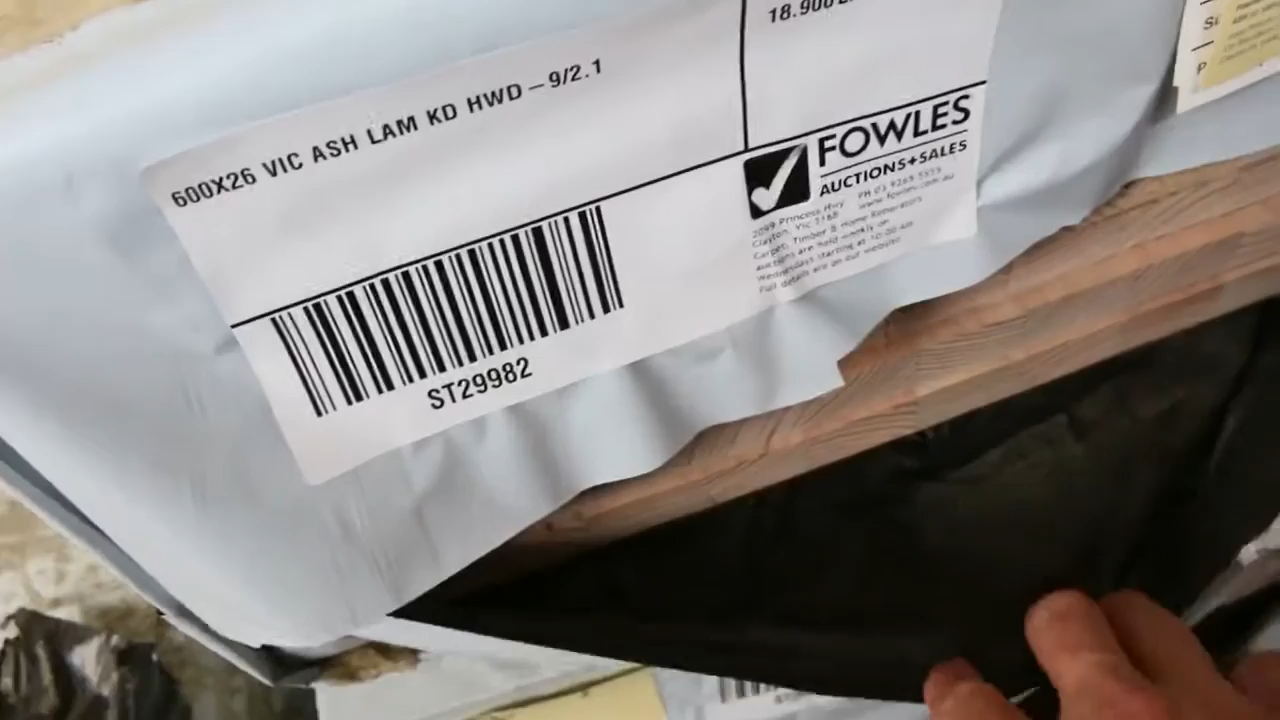 18.900
600X26 VIC ASH LAM KD HWD – 9/2.1
FOWLES
AUCTIONS+SALES
2099 Princess Hwy PH 03 9265 5555
Clayton, Vic 3168 www.fowles.com.au
Carpet, Timber & Home Renovators
auctions are held weekly on
Wednesdays starting at 10:00 AM
Full details are on our website
ST29982
P